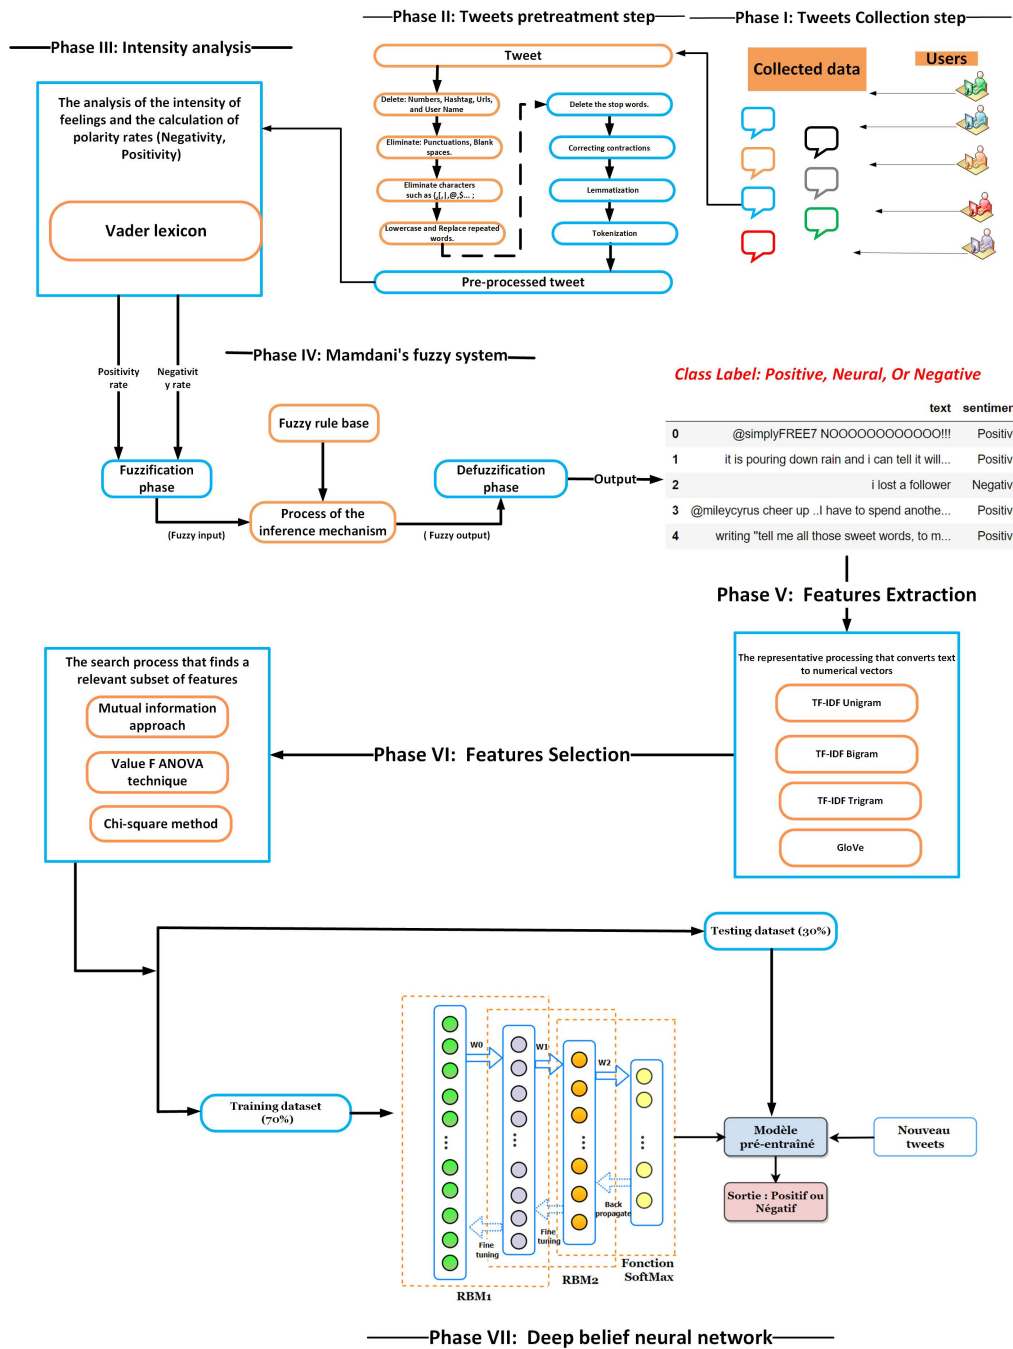 Phase I: Tweets Collection step
Collected data
Users
Phase II: Tweets pretreatment step
Tweet
Delete: Numbers, Hashtag, Urls,
and User Name
Eliminate: Punctuations, Blank
spaces.
Eliminate characters
such as {,[,|,@,$... ;
Lowercase and Replace repeated
words.
Delete the stop words.
Correcting contractions
Lemmatization
Tokenization
Pre-processed tweet
Phase III: Intensity analysis
The analysis of the intensity of
feelings and the calculation of
polarity rates (Negativity,
Positivity)
Vader lexicon
Positivity
rate
Negativit
y rate
Phase IV: Mamdani's fuzzy system
Fuzzification
phase
(Fuzzy input)
Fuzzy rule base
Process of the
inference mechanism
( Fuzzy output)
Defuzzification
phase
Output
Class Label: Positive, Neural, Or Negative
text sentimer
0 @simplyFREE7 NOOOOOOOOOOOO!!! Positiv
1 it is pouring down rain and i can tell it will... Positiv
2 i lost a follower Negativ
3 @mileycyrus cheer up ..I have to spend anothe... Positiv
4 writing "tell me all those sweet words, to m... Positiv
Phase V: Features Extraction
The representative processing that converts text
to numerical vectors
TF-IDF Unigram
TF-IDF Bigram
TF-IDF Trigram
GloVe
Phase VI: Features Selection
The search process that finds a
relevant subset of features
Mutual information
approach
Value F ANOVA
technique
Chi-square method
Testing dataset (30%)
Training dataset
(70%)
W0
W1
W2
Back
propagate
Fine
tuning
Fine
tuning
RBM1
RBM2
Fonction
SoftMax
Modèle
pré-entraîné
Nouveau
tweets
Sortie : Positif ou
Négatif
Phase VII: Deep belief neural network